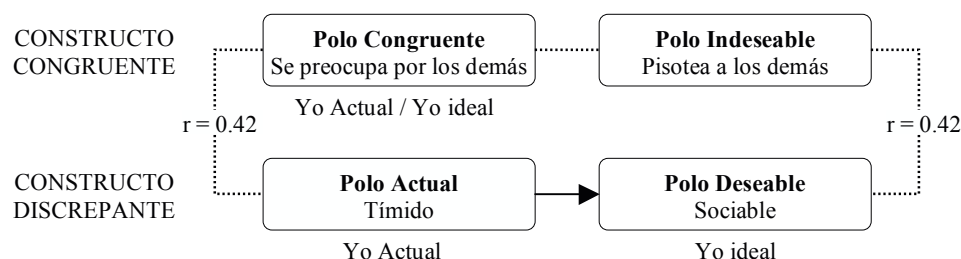 CONSTRUCTO
CONGRUENTE
Polo Congruente
Se preocupa por los demás
Polo Indeseable
Pisotea a los demás
Yo Actual / Yo ideal
r = 0.42
r = 0.42
CONSTRUCTO
DISCREPANTE
Polo Actual
Tímido
Polo Deseable
Sociable
Yo Actual
Yo ideal